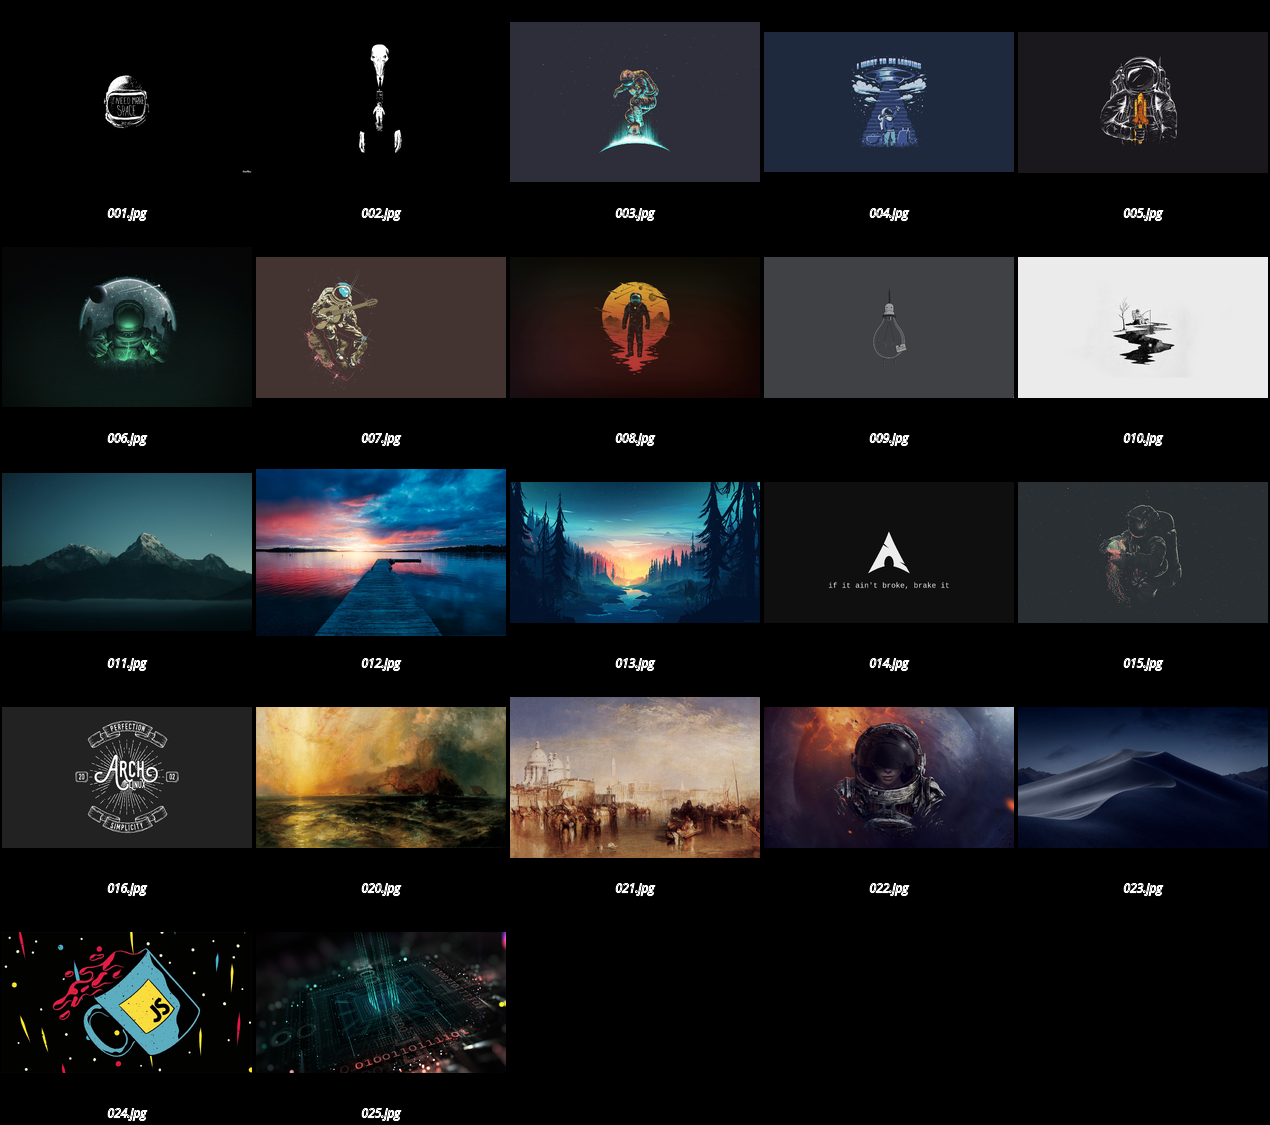 I NEED MORE
SPACE
I WANT TO BE LEAVING
001.jpg
002.jpg
003.jpg
004.jpg
005.jpg
006.jpg
007.jpg
008.jpg
009.jpg
010.jpg
if it ain't broke, brake it
011.jpg
012.jpg
013.jpg
014.jpg
015.jpg
PERFECTION
20
ARCH
LINUX
02
SIMPLICITY
016.jpg
020.jpg
021.jpg
022.jpg
023.jpg
JS
010011011110
024.jpg
025.jpg